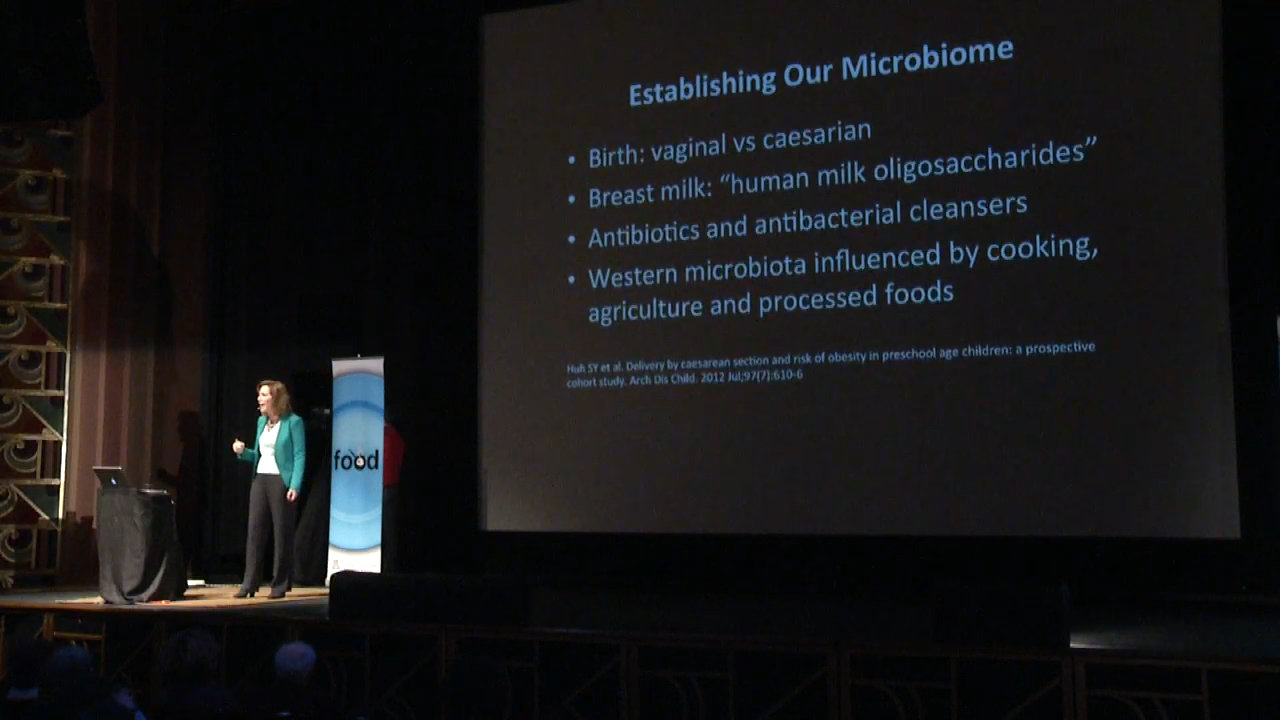 Establishing Our Microbiome
• Birth: vaginal vs caesarian
• Breast milk: “human milk oligosaccharides”
• Antibiotics and antibacterial cleansers
• Western microbiota influenced by cooking,
agriculture and processed foods
Huh SY et al. Delivery by caesarean section and risk of obesity in preschool age children: a prospective
cohort study. Arch Dis Child. 2012 Jul;97(7):610-6
food